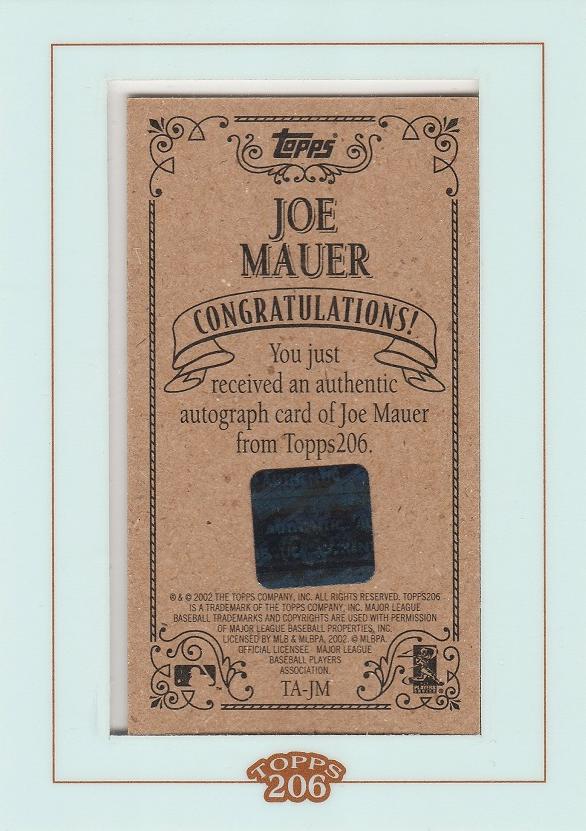 Topps
JOE
MAUER
CONGRATULATIONS!
You just
received an authentic
autograph card of Joe Mauer
from Topps206.
AUTHENTIC
® & © 2002 THE TOPPS COMPANY, INC. ALL RIGHTS RESERVED. TOPPS206
IS A TRADEMARK OF THE TOPPS COMPANY, INC. MAJOR LEAGUE
BASEBALL TRADEMARKS AND COPYRIGHTS ARE USED WITH PERMISSION
OF MAJOR LEAGUE BASEBALL PROPERTIES, INC.
LICENSED BY MLB & MLBPA, 2002. © MLBPA.
OFFICIAL LICENSEE MAJOR LEAGUE
BASEBALL PLAYERS
ASSOCIATION.
TA-JM
TOPPS
206